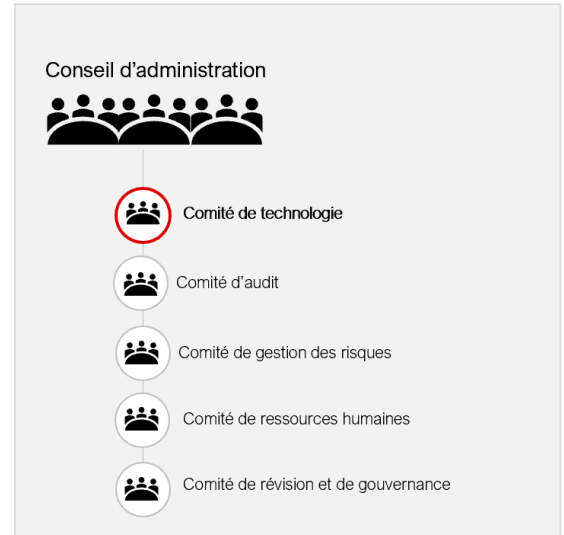 Conseil d’administration
Comité de technologie
Comité d’audit
Comité de gestion des risques
Comité de ressources humaines
Comité de révision et de gouvernance